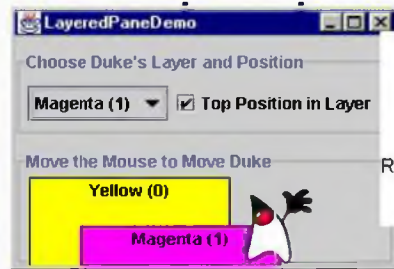 LayeredPaneDemo
Choose Duke's Layer and Position
Magenta (1) Top Position in Layer
Move the Mouse to Move Duke
R
Yellow (0)
Magenta (1)